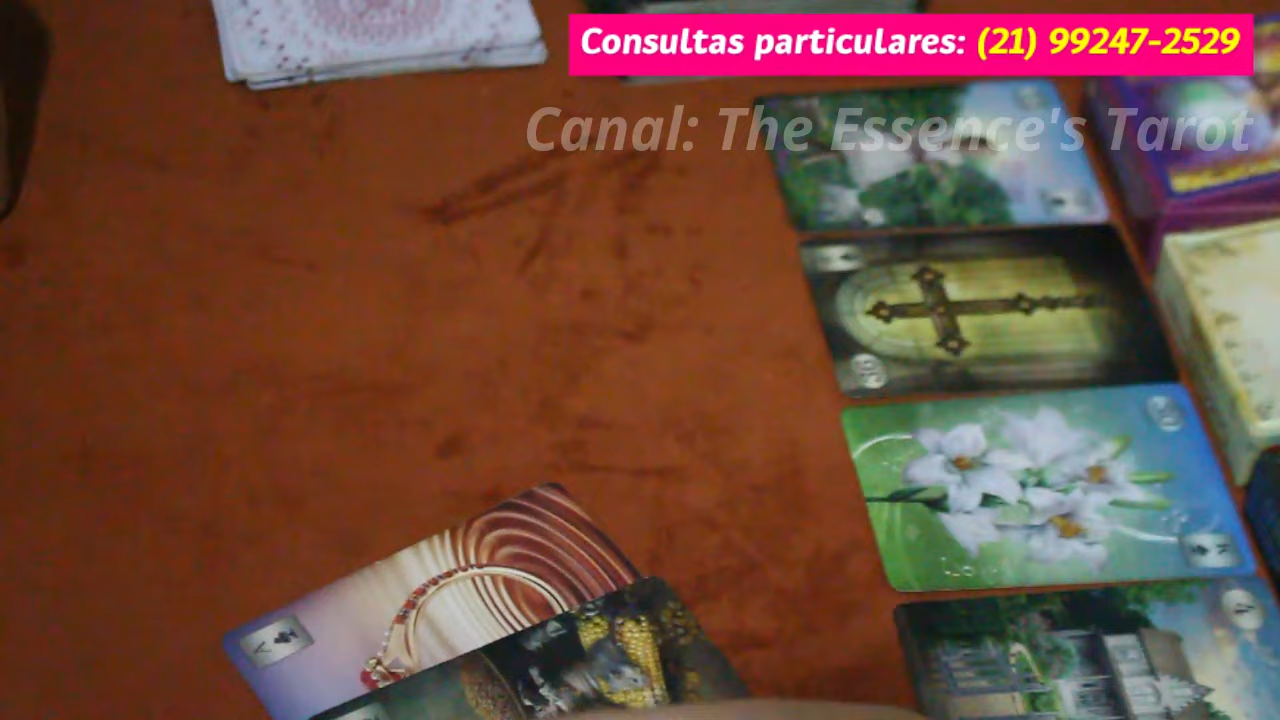 Consultas particulares: (21) 99247-2529
Canal: The Essence's Tarot
A